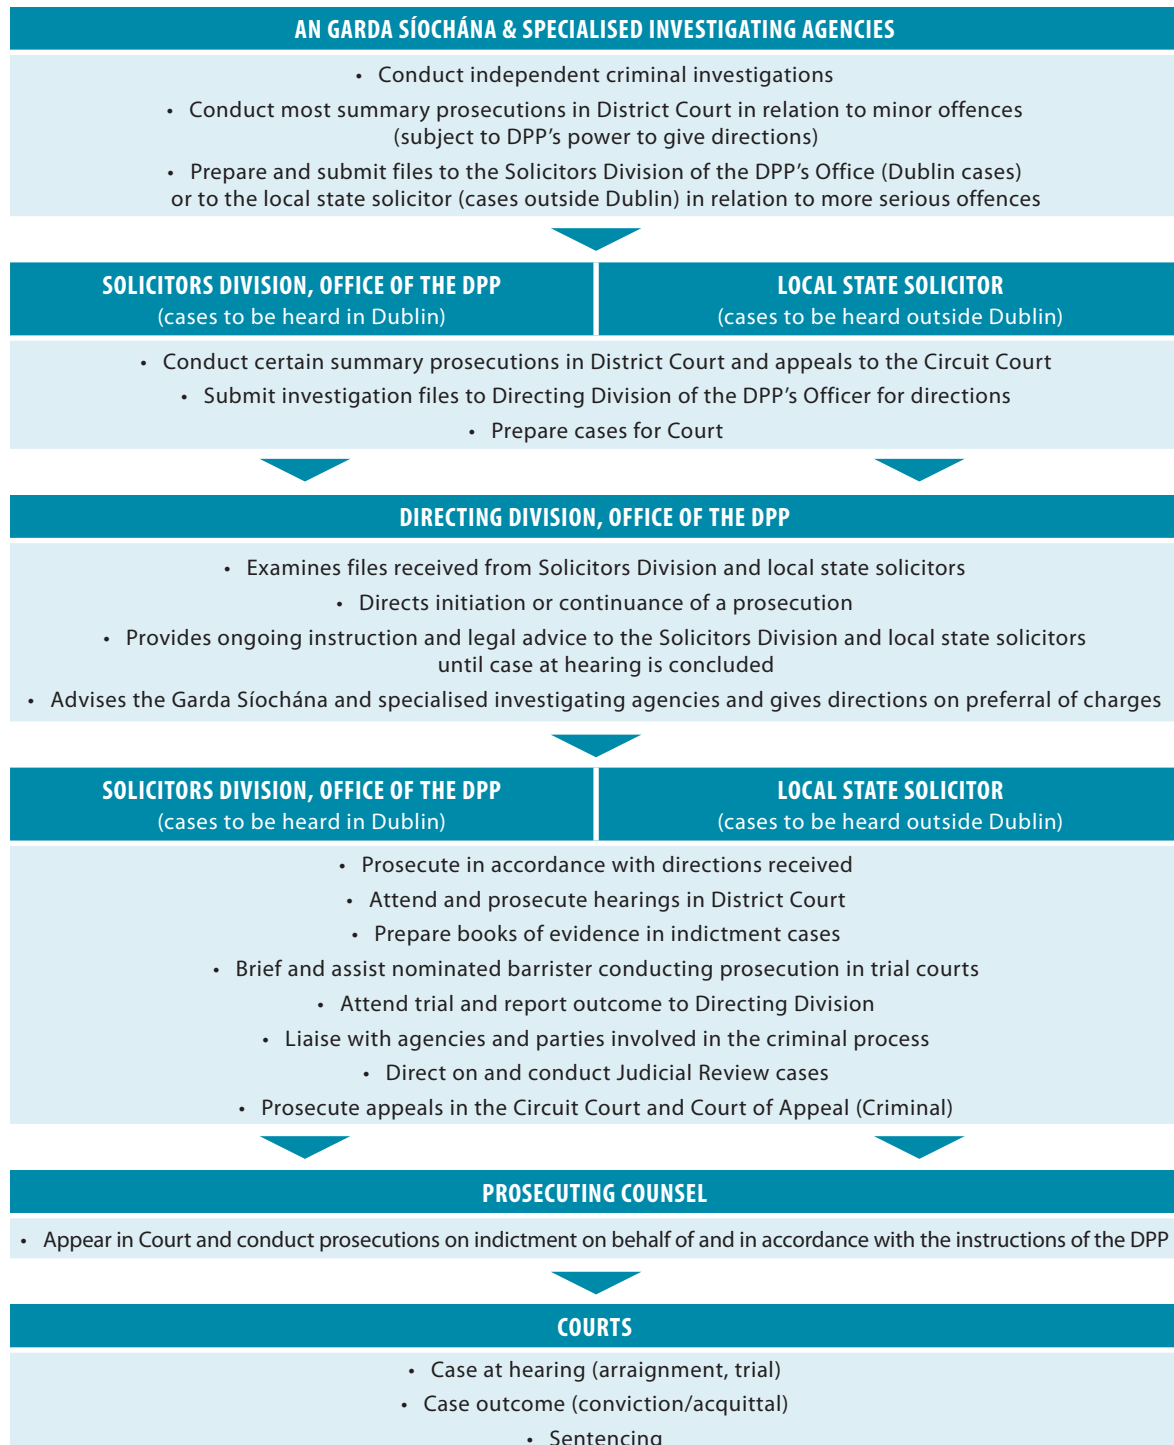 AN GARDA SÍOCHÁNA & SPECIALISED INVESTIGATING AGENCIES
• Conduct independent criminal investigations
• Conduct most summary prosecutions in District Court in relation to minor offences
(subject to DPP's power to give directions)
• Prepare and submit files to the Solicitors Division of the DPP's Office (Dublin cases)
or to the local state solicitor (cases outside Dublin) in relation to more serious offences
SOLICITORS DIVISION, OFFICE OF THE DPP
(cases to be heard in Dublin)
LOCAL STATE SOLICITOR
(cases to be heard outside Dublin)
• Conduct certain summary prosecutions in District Court and appeals to the Circuit Court
• Submit investigation files to Directing Division of the DPP's Officer for directions
• Prepare cases for Court
DIRECTING DIVISION, OFFICE OF THE DPP
• Examines files received from Solicitors Division and local state solicitors
• Directs initiation or continuance of a prosecution
• Provides ongoing instruction and legal advice to the Solicitors Division and local state solicitors
until case at hearing is concluded
• Advises the Garda Síochána and specialised investigating agencies and gives directions on preferral of charges
SOLICITORS DIVISION, OFFICE OF THE DPP
(cases to be heard in Dublin)
LOCAL STATE SOLICITOR
(cases to be heard outside Dublin)
• Prosecute in accordance with directions received
• Attend and prosecute hearings in District Court
• Prepare books of evidence in indictment cases
• Brief and assist nominated barrister conducting prosecution in trial courts
• Attend trial and report outcome to Directing Division
• Liaise with agencies and parties involved in the criminal process
• Direct on and conduct Judicial Review cases
• Prosecute appeals in the Circuit Court and Court of Appeal (Criminal)
PROSECUTING COUNSEL
• Appear in Court and conduct prosecutions on indictment on behalf of and in accordance with the instructions of the DPP
COURTS
• Case at hearing (arraignment, trial)
• Case outcome (conviction/acquittal)
• Sentencing